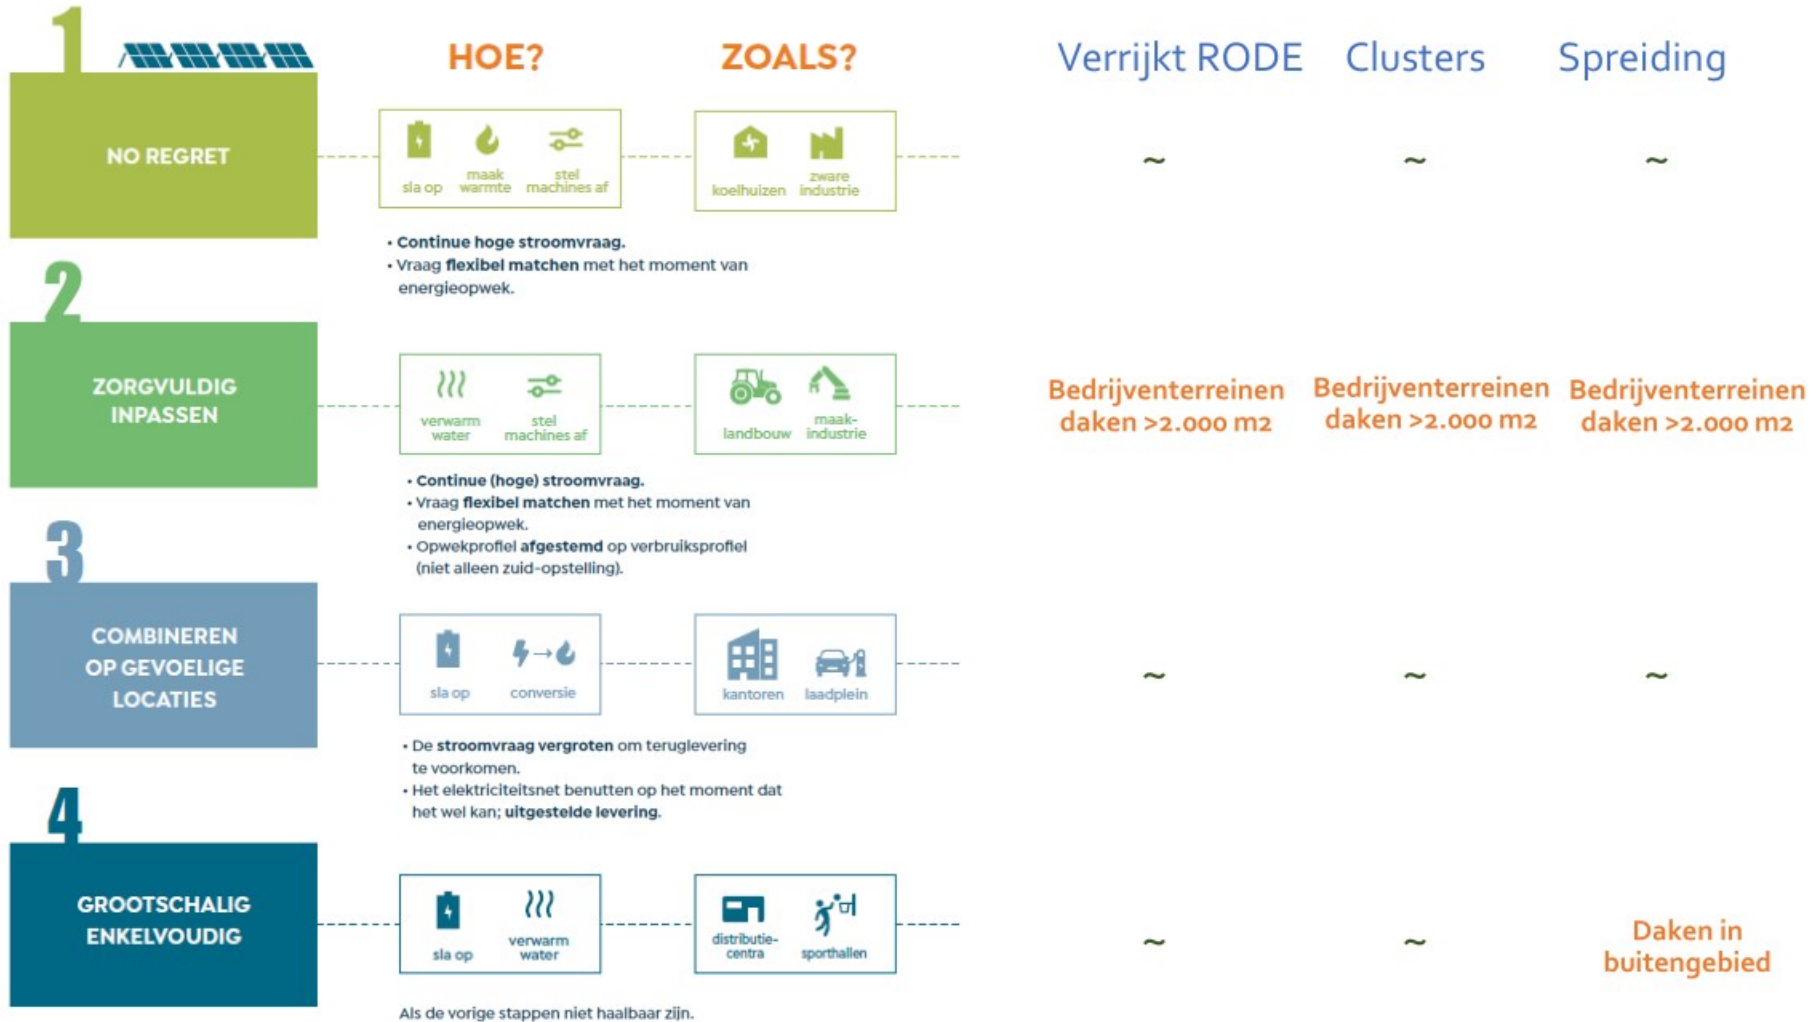 1
HOE?
ZOALS?
Verrijkt RODE
Clusters
Spreiding
NO REGRET
sla op
maak
warmte
stel
machines af
koelhuizen
zware
industrie
~
~
~
• Continue hoge stroomvraag.
• Vraag flexibel matchen met het moment van
energieopwek.
2
ZORGVULDIG
INPASSEN
verwarm
water
stel
machines af
landbouw
maak-
industrie
Bedrijventerreinen
daken >2.000 m2
Bedrijventerreinen
daken >2.000 m2
Bedrijventerreinen
daken >2.000 m2
• Continue (hoge) stroomvraag.
• Vraag flexibel matchen met het moment van
energieopwek.
• Opwekprofiel afgestemd op verbruiksprofiel
(niet alleen zuid-opstelling).
3
COMBINEREN
OP GEVOELIGE
LOCATIES
sla op
conversie
kantoren
laadplein
~
~
~
• De stroomvraag vergroten om teruglevering
te voorkomen.
• Het elektriciteitsnet benutten op het moment dat
het wel kan; uitgestelde levering.
4
GROOTSCHALIG
ENKELVOUDIG
sla op
verwarm
water
distributie-
centra
sporthallen
~
~
Daken in
buitengebied
Als de vorige stappen niet haalbaar zijn.